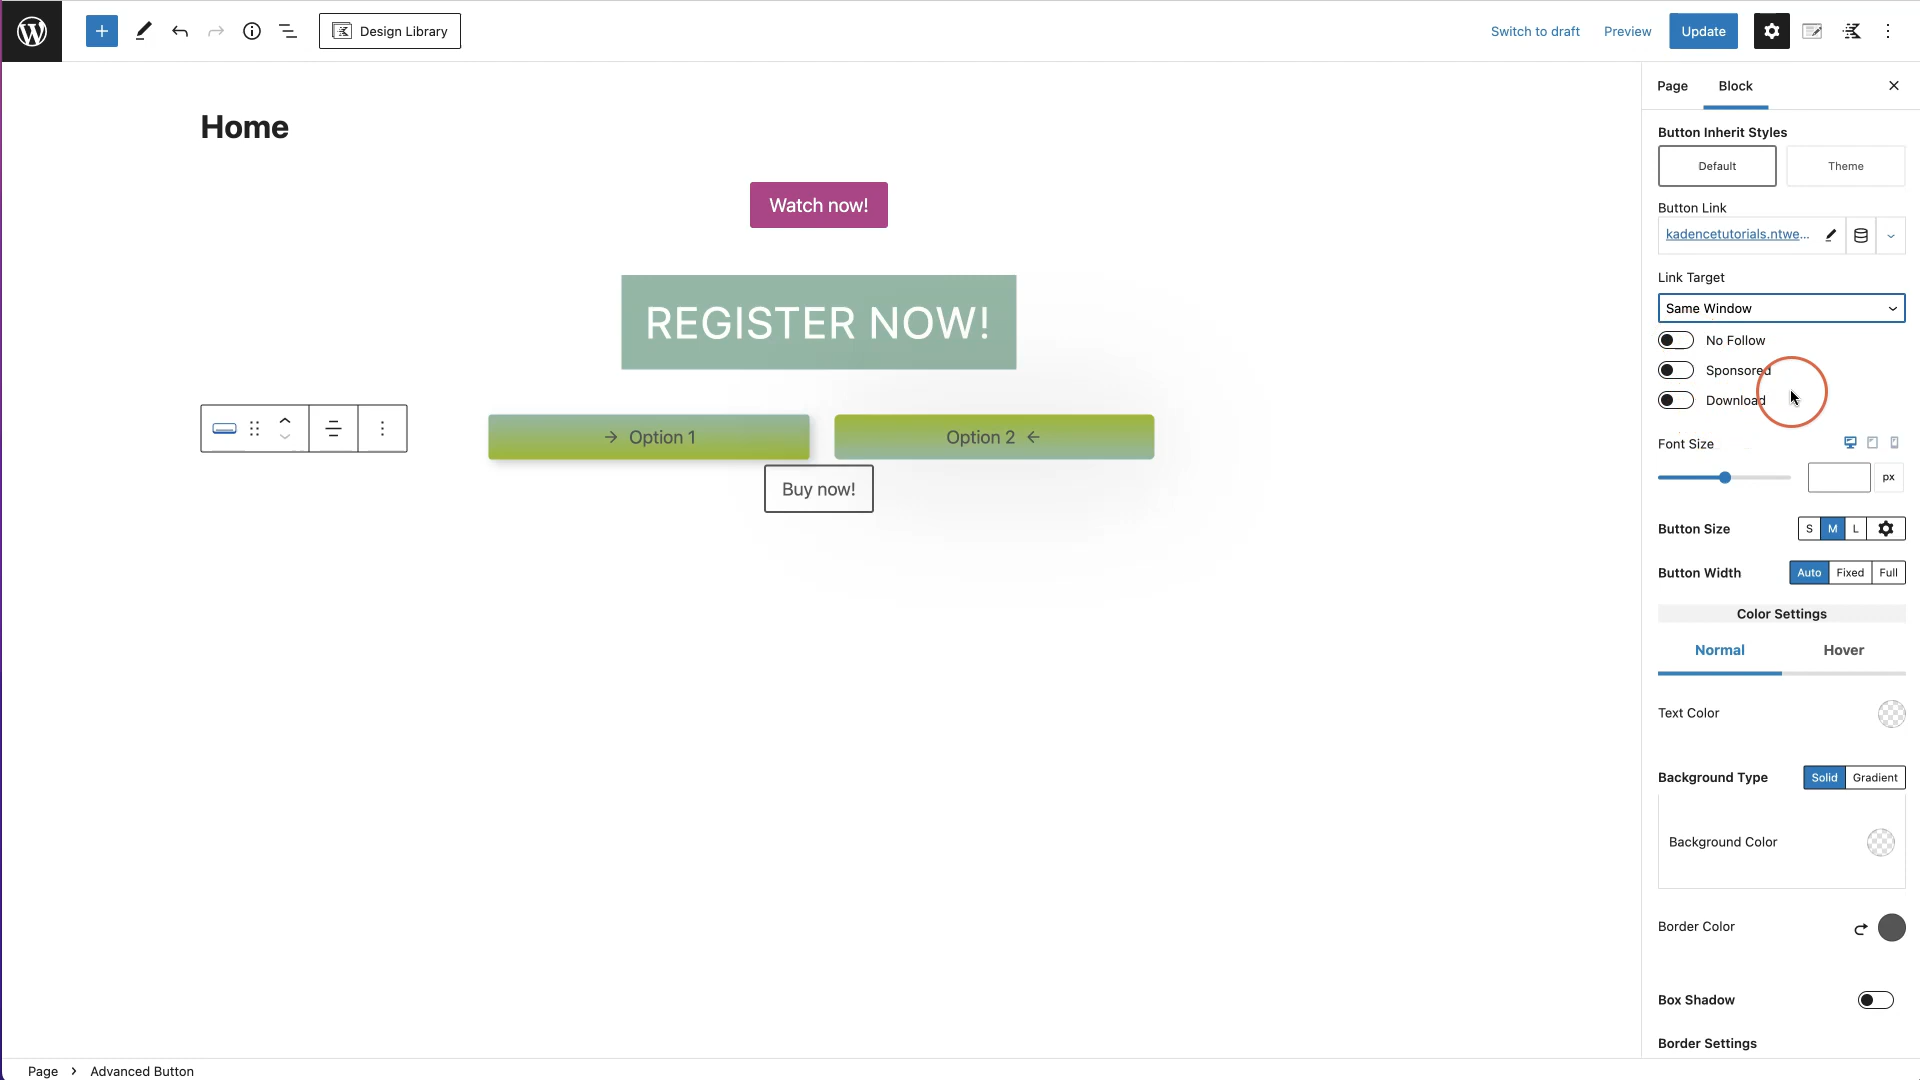 Design Library
Switch to draft
Preview
Update
Page
Block
Home
Watch now!
REGISTER NOW!
Option 1
Option 2
Buy now!
Button Inherit Styles
Default
Theme
Button Link
kadencetutorials.ntwe...
Link Target
Same Window
No Follow
Sponsored
Download
Font Size
px
Button Size
S M L
Button Width
Auto Fixed Full
Color Settings
Normal
Hover
Text Color
Background Type
Solid Gradient
Background Color
Border Color
Box Shadow
Border Settings
Page > Advanced Button